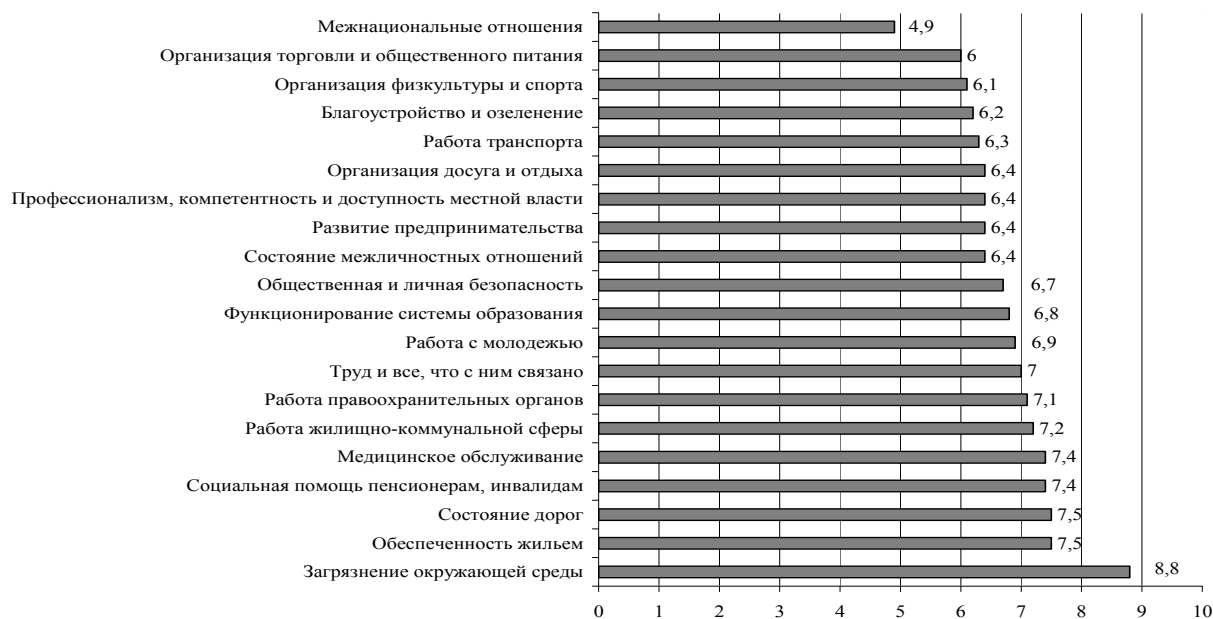 Межнациональные отношения 4,9
Организация торговли и общественного питания 6
Организация физкультуры и спорта 6,1
Благоустройство и озеленение 6,2
Работа транспорта 6,3
Организация досуга и отдыха 6,4
Профессионализм, компетентность и доступность местной власти 6,4
Развитие предпринимательства 6,4
Состояние межличностных отношений 6,4
Общественная и личная безопасность 6,7
Функционирование системы образования 6,8
Работа с молодежью 6,9
Труд и все, что с ним связано 7
Работа правоохранительных органов 7,1
Работа жилищно-коммунальной сферы 7,2
Медицинское обслуживание 7,4
Социальная помощь пенсионерам, инвалидам 7,4
Состояние дорог 7,5
Обеспеченность жильем 7,5
Загрязнение окружающей среды 8,8
0 1 2 3 4 5 6 7 8 9 10